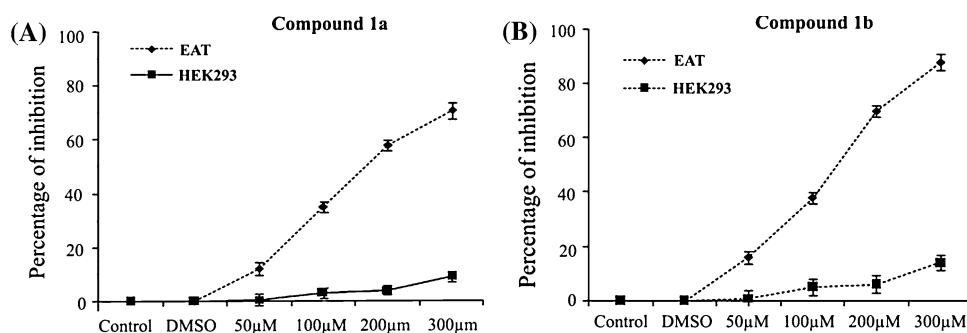 (A)
Compound 1a
Percentage of inhibition
100
80
60
40
20
0
EAT
HEK293
Control DMSO 50µM 100µM 200µm 300µm
(B)
Compound 1b
Percentage of inhibition
100
80
60
40
20
0
EAT
HEK293
Control DMSO 50µM 100µM 200µM 300µM